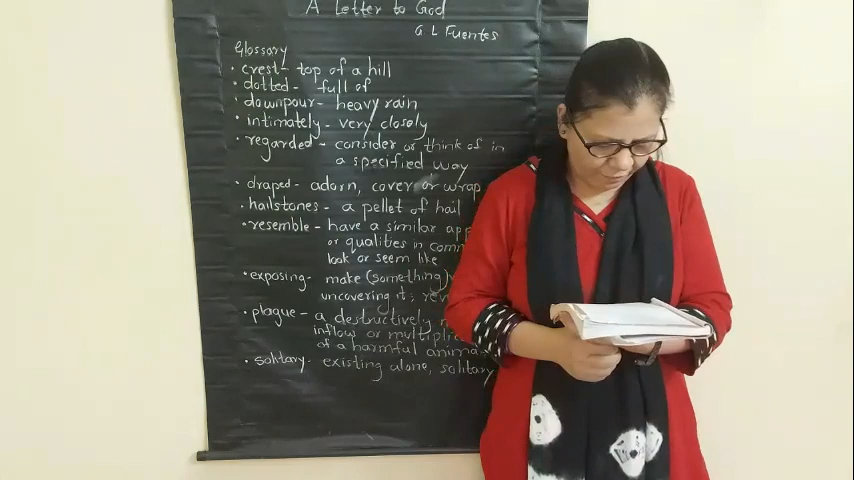 A Letter to God
G L Fuentes
Glossary
• crest - top of a hill
• dotted - full of
• downpour - heavy rain
• intimately - very closely
• regarded - consider or think of in
a specified way
• draped - adorn, cover or wrap
• hailstones - a pellet of hail
• resemble - have a similar
or qualities in
look or seem like
• exposing - make (something)
uncovering it;
• plague - a destructively
inflow or
of a harmful
• solitary - existing alone, solitary